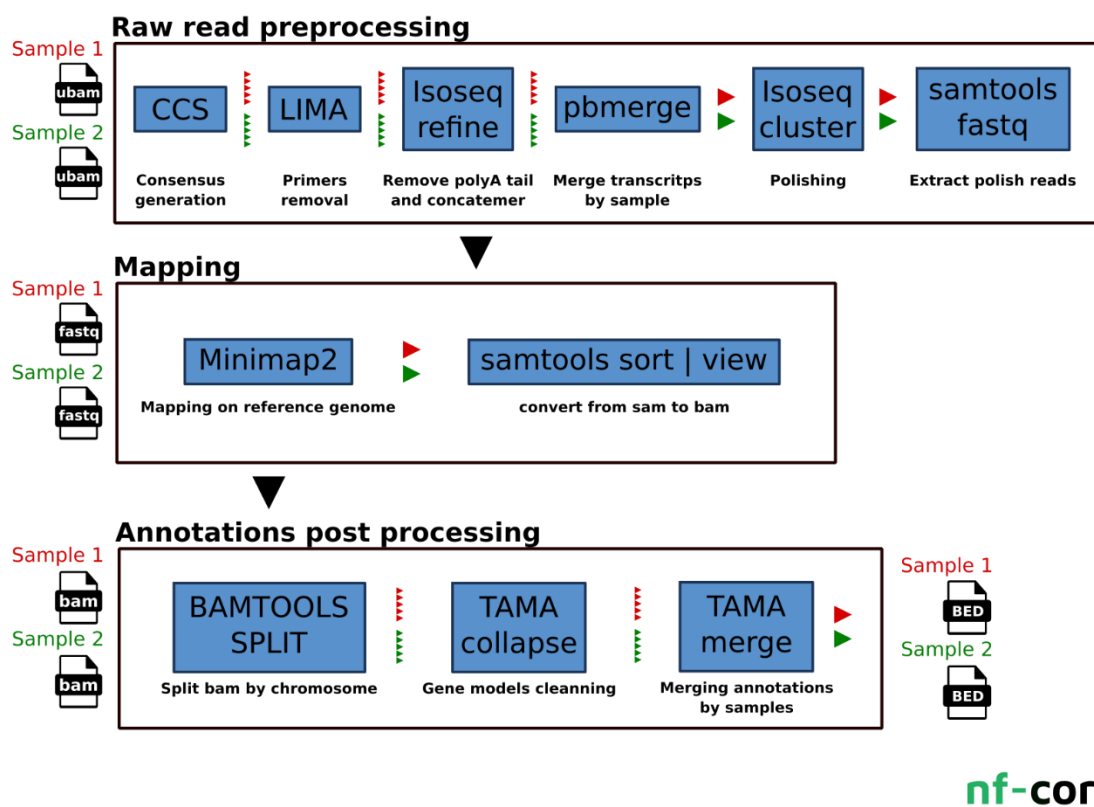 Raw read preprocessing
Sample 1
ubam
Sample 2
ubam
CCS
LIMA
Isoseq
refine
pbmerge
Isoseq
cluster
samtools
fastq
Consensus
generation
Primers
removal
Remove polyA tail
and concatemer
Merge transcritps
by sample
Polishing
Extract polish reads
Mapping
Sample 1
fastq
Sample 2
fastq
Minimap2
samtools sort | view
Mapping on reference genome
convert from sam to bam
Annotations post processing
Sample 1
bam
Sample 2
bam
BAMTOOLS
SPLIT
TAMA
collapse
TAMA
merge
Split bam by chromosome
Gene models cleanning
Merging annotations
by samples
Sample 1
BED
Sample 2
BED
nf-cor